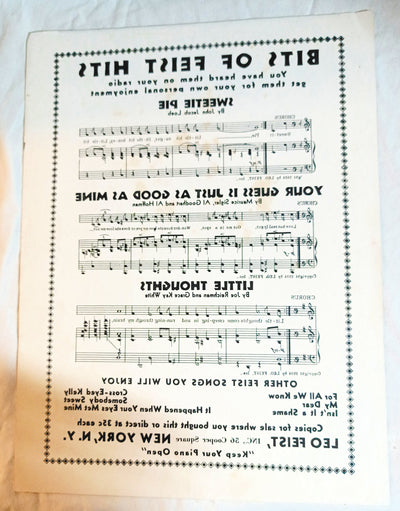 BITS OF FEIST HITS
You have heard them on your radio
get them for your own personal enjoyment
SWEETIE PIE
By John Jacob Loeb
CHORUS
YOUR GUESS IS JUST AS GOOD AS MINE
By Maurice Sigler, Al Goodhart and Al Hoffman
CHORUS
LITTLE THOUGHTS
By Joe Reichman and Grace Kay White
CHORUS
OTHER FEIST SONGS YOU WILL ENJOY
For All We Know
My Dear
Isn't it a Shame
It Happened When Your Eyes Met Mine
Cross-Eyed Kelly
Somebody Sweet
Copies for sale where you bought this or direct at 35c each
LEO FEIST, INC., 56 Cooper Square NEW YORK, N.Y.
"Keep Your Piano Open"